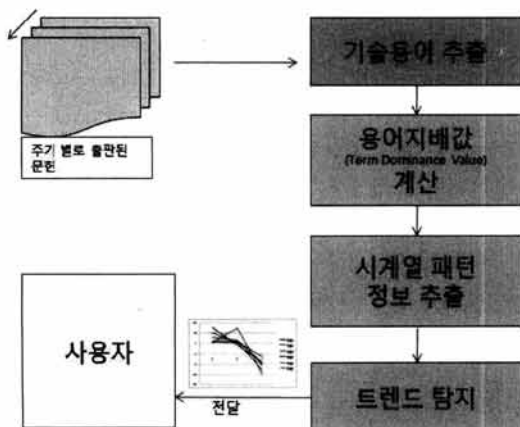 기술용어 추출
주기 별로 출판된
문헌
용어지배값
(Term Dominance Value)
계산
시계열 패턴
정보 추출
사용자
전달
트렌드 탐지